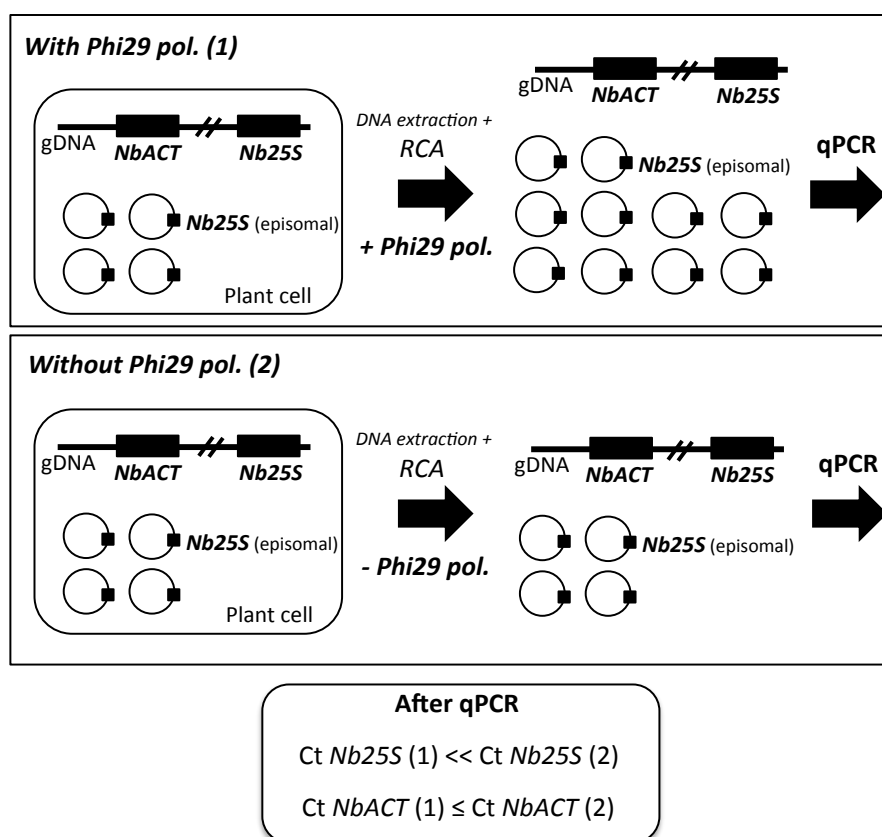 With Phi29 pol. (1)
gDNA
NbACT
Nb25S
Nb25S (episomal)
Plant cell
DNA extraction +
RCA
+ Phi29 pol.
gDNA
NbACT
Nb25S
Nb25S (episomal)
qPCR
Without Phi29 pol. (2)
gDNA
NbACT
Nb25S
Nb25S (episomal)
Plant cell
DNA extraction +
RCA
- Phi29 pol.
gDNA
NbACT
Nb25S
Nb25S (episomal)
qPCR
After qPCR
Ct Nb25S (1) << Ct Nb25S (2)
Ct NbACT (1) ≤ Ct NbACT (2)